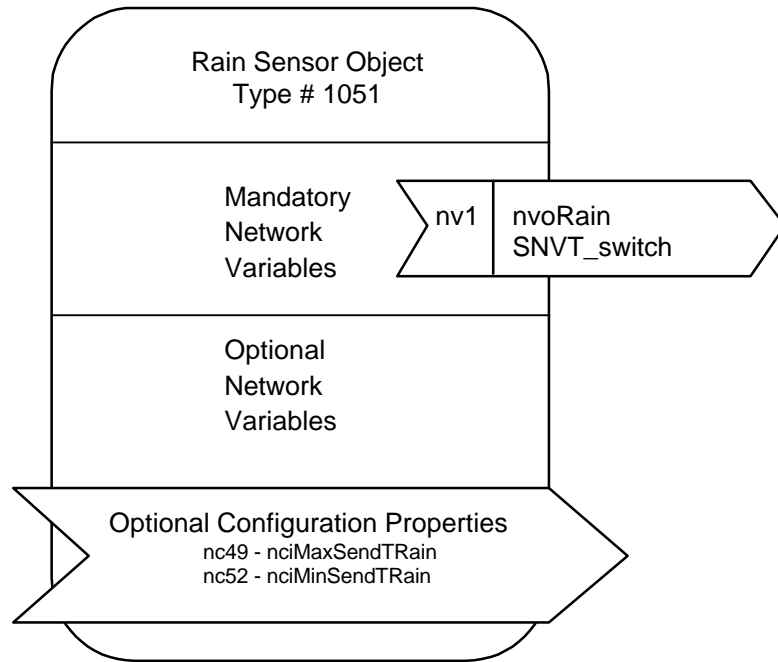 Rain Sensor Object
Type # 1051
Mandatory
Network
Variables
nv1
nvoRain
SNVT_switch
Optional
Network
Variables
Optional Configuration Properties
nc49 - nciMaxSendTRain
nc52 - nciMinSendTRain